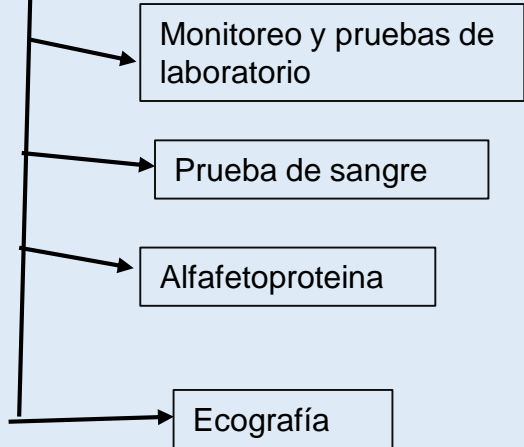 Monitoreo y pruebas de
laboratorio
Prueba de sangre
Alfafetoproteina
Ecografía